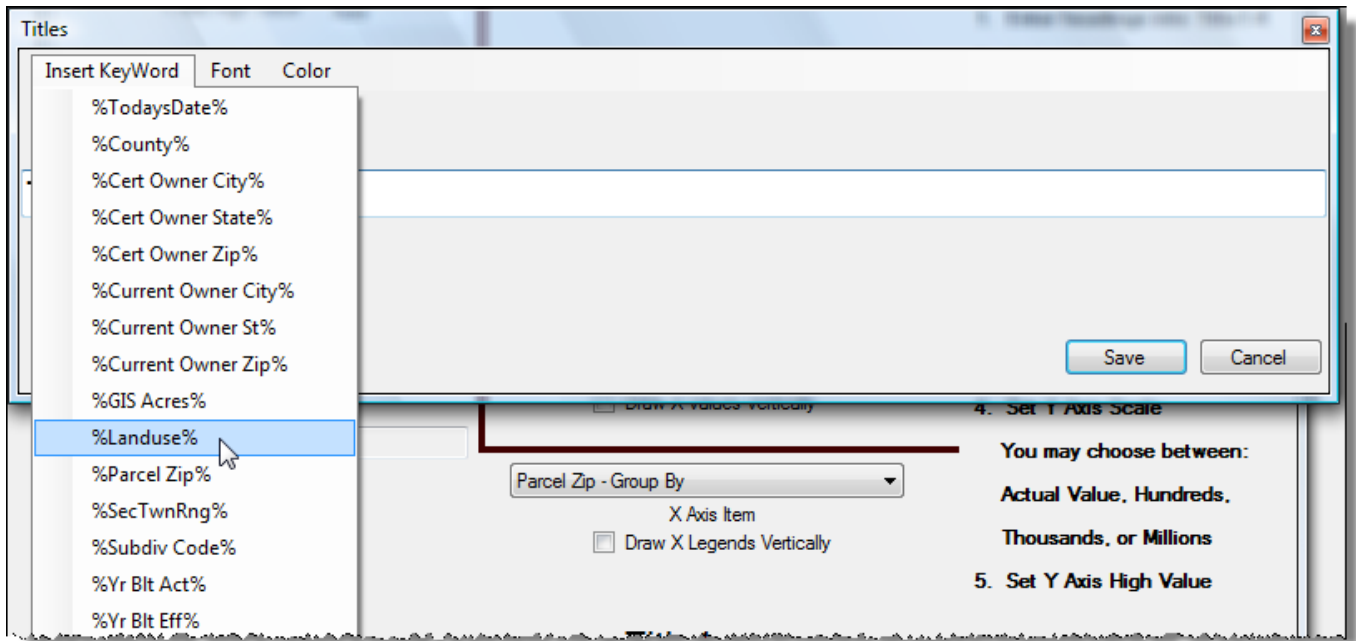 Titles
Insert KeyWord Font Color
%TodaysDate%
%County%
%Cert Owner City%
%Cert Owner State%
%Cert Owner Zip%
%Current Owner City%
%Current Owner St%
%Current Owner Zip%
%GIS Acres%
%Landuse%
%Parcel Zip%
%SecTwnRng%
%Subdiv Code%
%Yr Blt Act%
%Yr Blt Eff%
Save Cancel
Draw X Values Vertically
Parcel Zip - Group By
X Axis Item
Draw X Legends Vertically
4. Set Y Axis Scale
You may choose between:
Actual Value, Hundreds,
Thousands, or Millions
5. Set Y Axis High Value